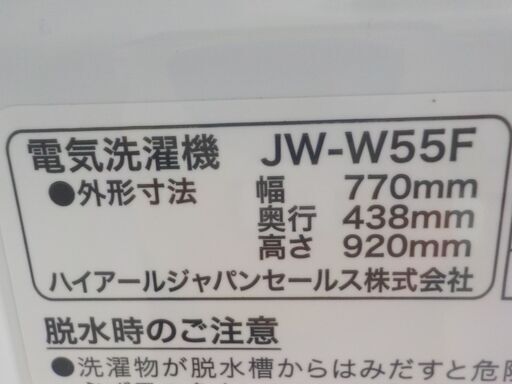 電気洗濯機 JW-W55F
●外形寸法 幅 770mm
奥行 438mm
高さ 920mm
ハイアールジャパンセールス株式会社
脱水時のご注意
●洗濯物が脱水槽からはみだすと危険